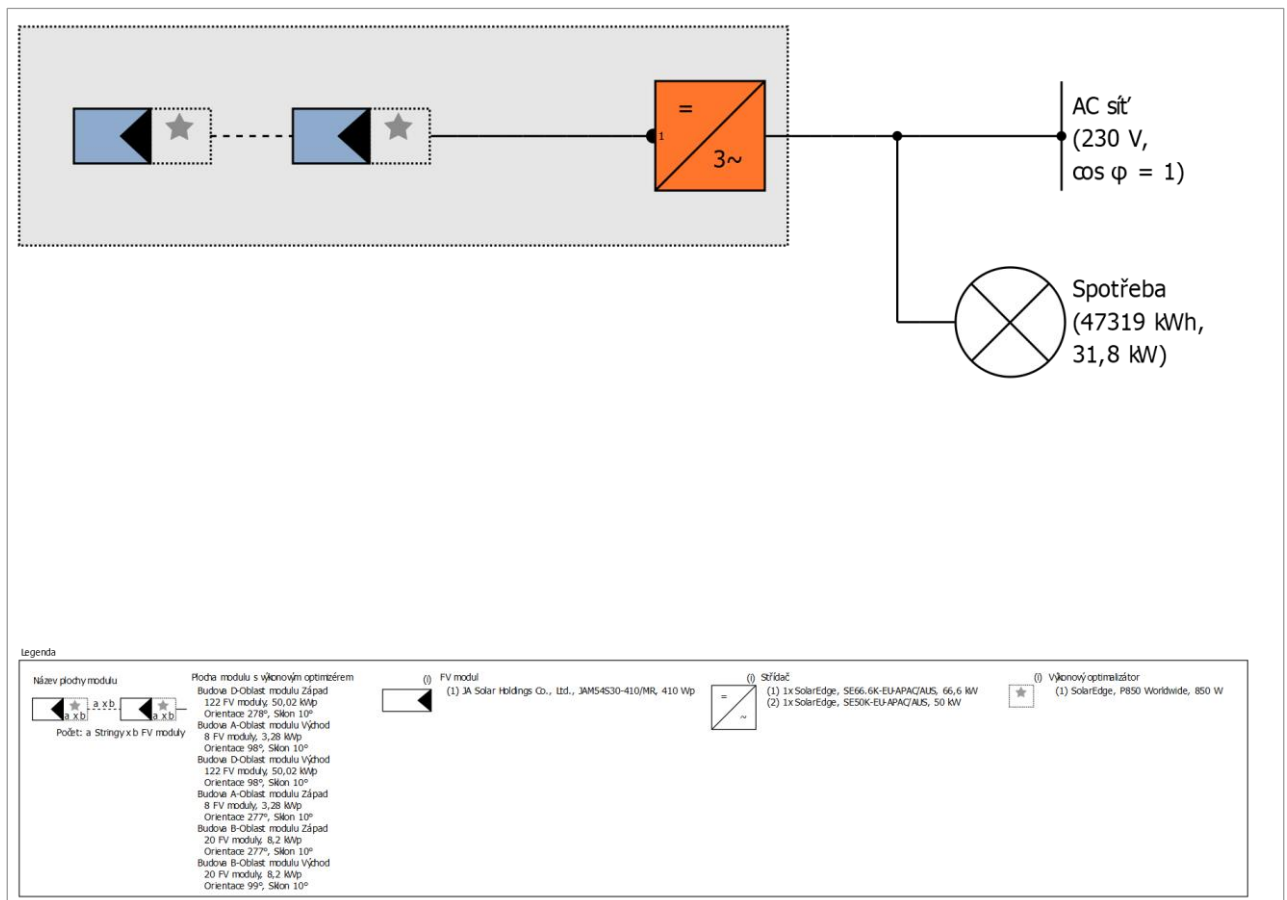 =
3~
1
AC síť
(230 V,
cos φ = 1)
Spotřeba
(47319 kWh,
31,8 kW)
Legenda
Název plochy modulu
a x b
a x b
a x b
Počet: a Stringy x b FV moduly
Plocha modulu s výkonovým optimizérem
Budova D-Oblast modulu Západ
122 FV moduly, 50,02 kWp
Orientace 278°, Sklon 10°
Budova A-Oblast modulu Východ
8 FV moduly, 3,28 kWp
Orientace 98°, Sklon 10°
Budova D-Oblast modulu Východ
122 FV moduly, 50,02 kWp
Orientace 98°, Sklon 10°
Budova A-Oblast modulu Západ
8 FV moduly, 3,28 kWp
Orientace 277°, Sklon 10°
Budova B-Oblast modulu Západ
20 FV moduly, 8,2 kWp
Orientace 277°, Sklon 10°
Budova B-Oblast modulu Východ
20 FV moduly, 8,2 kWp
Orientace 99°, Sklon 10°
(i) FV modul
(1) JA Solar Holdings Co., Ltd., JAM54S30-410/MR, 410 Wp
(i) Střídač
= ~
(1) 1x SolarEdge, SE66.6K-EU-APAC/AUS, 66,6 kW
(2) 1x SolarEdge, SE50K-EU-APAC/AUS, 50 kW
(i) Výkonový optimalizátor
(1) SolarEdge, P850 Worldwide, 850 W